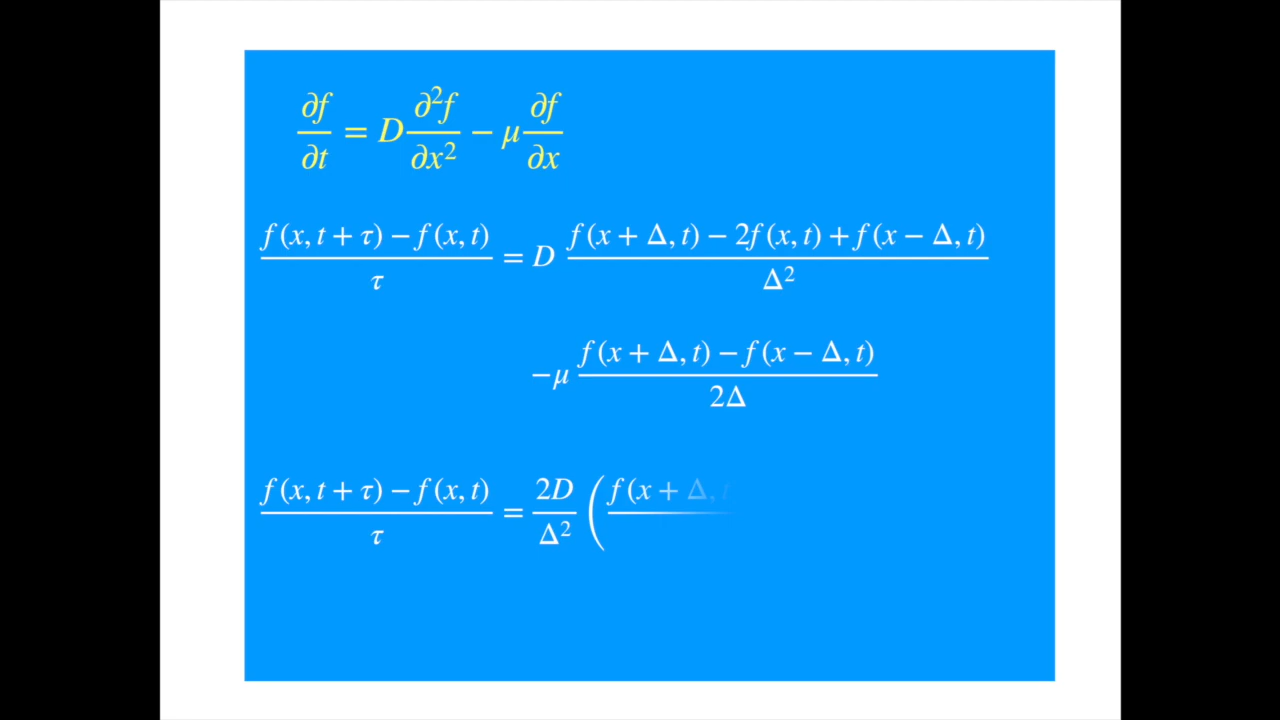 ∂f/∂t = D ∂²f/∂x² − μ ∂f/∂x
(f(x, t + τ) − f(x, t))/τ = D (f(x + Δ, t) − 2f(x, t) + f(x − Δ, t))/Δ²
−μ (f(x + Δ, t) − f(x − Δ, t))/2Δ
(f(x, t + τ) − f(x, t))/τ = 2D/Δ² ( f(x + Δ,